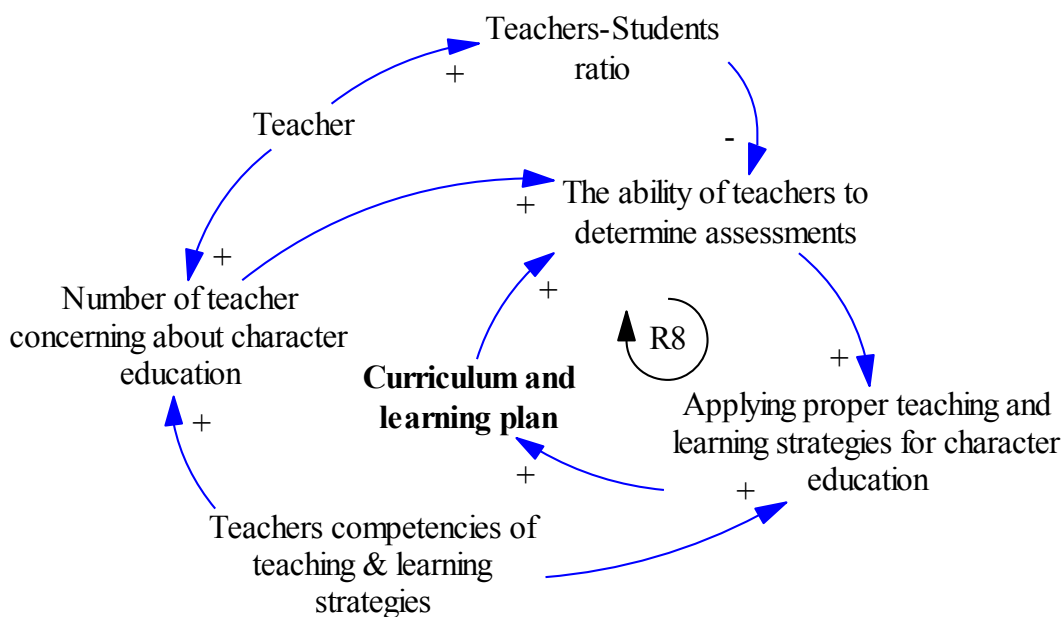 Teachers-Students
ratio
+
Teacher
-
The ability of teachers to
determine assessments
+
+
Number of teacher
concerning about character
education
+
R8
Curriculum and
learning plan
+
Applying proper teaching and
learning strategies for character
education
+
+
+
Teachers competencies of
teaching & learning
strategies